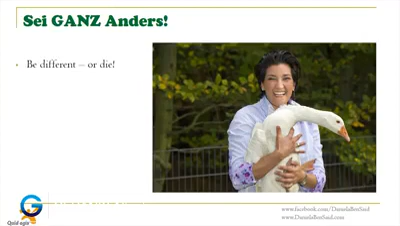 Sei GANZ Anders!
Be different – or die!
Quid agis
www.facebook.com/DanielaBenSaid
www.DanielaBenSaid.com